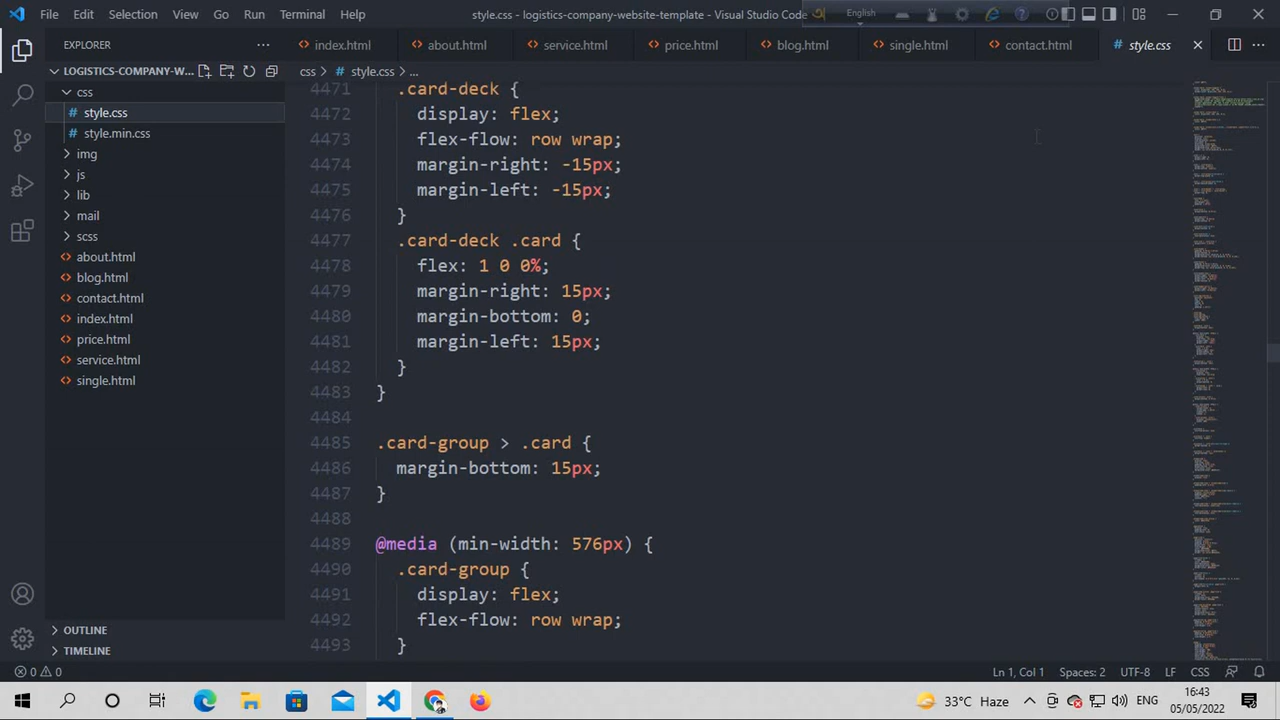 File Edit Selection View Go Run Terminal Help
style.css - logistics-company-website-template - Visual Studio Code
English
EXPLORER
index.html about.html service.html price.html blog.html single.html contact.html style.css
LOGISTICS-COMPANY-W...
css > # style.css > ...
css
# style.css
# style.min.css
img
js
lib
mail
scss
about.html
blog.html
contact.html
index.html
price.html
service.html
single.html
OUTLINE
TIMELINE
4471 .card-deck {
4472 display: flex;
4473 flex-flow: row wrap;
4474 margin-right: -15px;
4475 margin-left: -15px;
4476 }
4477 .card-deck card {
4478 flex: 1 0%;
4479 margin-right: 15px;
4480 margin-bottom: 0;
4481 margin-left: 15px;
4482 }
4483 }
4484
4485 .card-group > .card {
4486 margin-bottom: 15px;
4487 }
4488
4489 @media (min-width: 576px) {
4490 .card-group {
4491 display: flex;
4492 flex-flow: row wrap;
4493 }
0 0 Ln 1, Col 1 Spaces: 2 UTF-8 LF CSS
33°C Haze ENG
16:43
05/05/2022